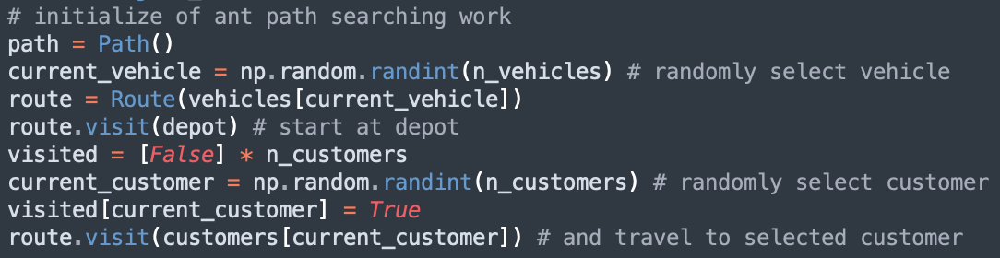 # initialize of ant path searching work
path = Path()
current_vehicle = np.random.randint(n_vehicles) # randomly select vehicle
route = Route(vehicles[current_vehicle])
route.visit(depot) # start at depot
visited = [False] * n_customers
current_customer = np.random.randint(n_customers) # randomly select customer
visited[current_customer] = True
route.visit(customers[current_customer]) # and travel to selected customer